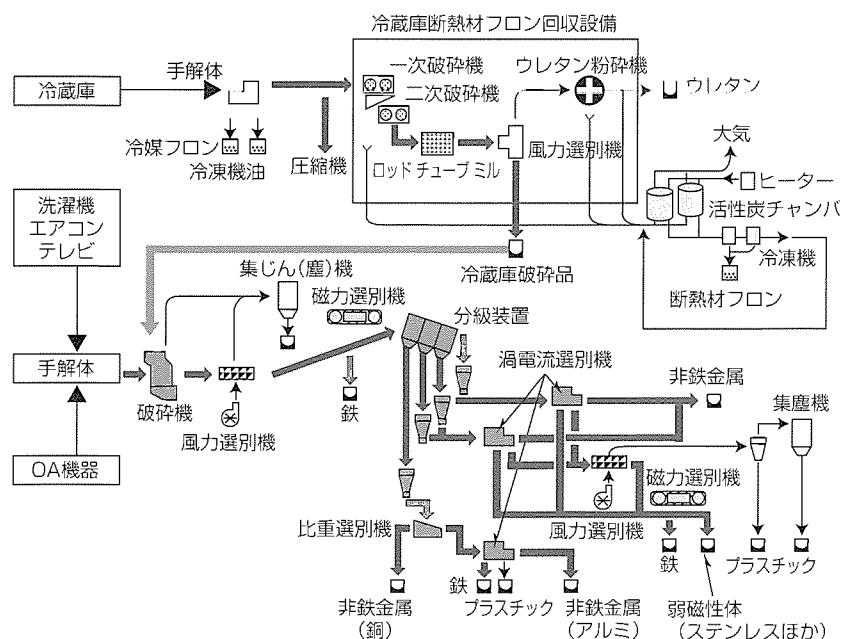 冷蔵庫断熱材フロン回収設備
手解体
冷蔵庫
一次破砕機
二次破砕機
ウレタン粉砕機
ウレタン
冷媒フロン
冷凍機油
圧縮機
ロッドチューブミル
風力選別機
大気
ヒーター
活性炭チャンバ
冷凍機
断熱材フロン
洗濯機
エアコン
テレビ
冷蔵庫破砕品
集じん(塵)機
磁力選別機
分級装置
手解体
破砕機
風力選別機
鉄
渦電流選別機
非鉄金属
集塵機
OA機器
磁力選別機
比重選別機
風力選別機
鉄
プラスチック
非鉄金属
(銅)
鉄
プラスチック
非鉄金属
(アルミ)
弱磁性体
(ステンレスほか)